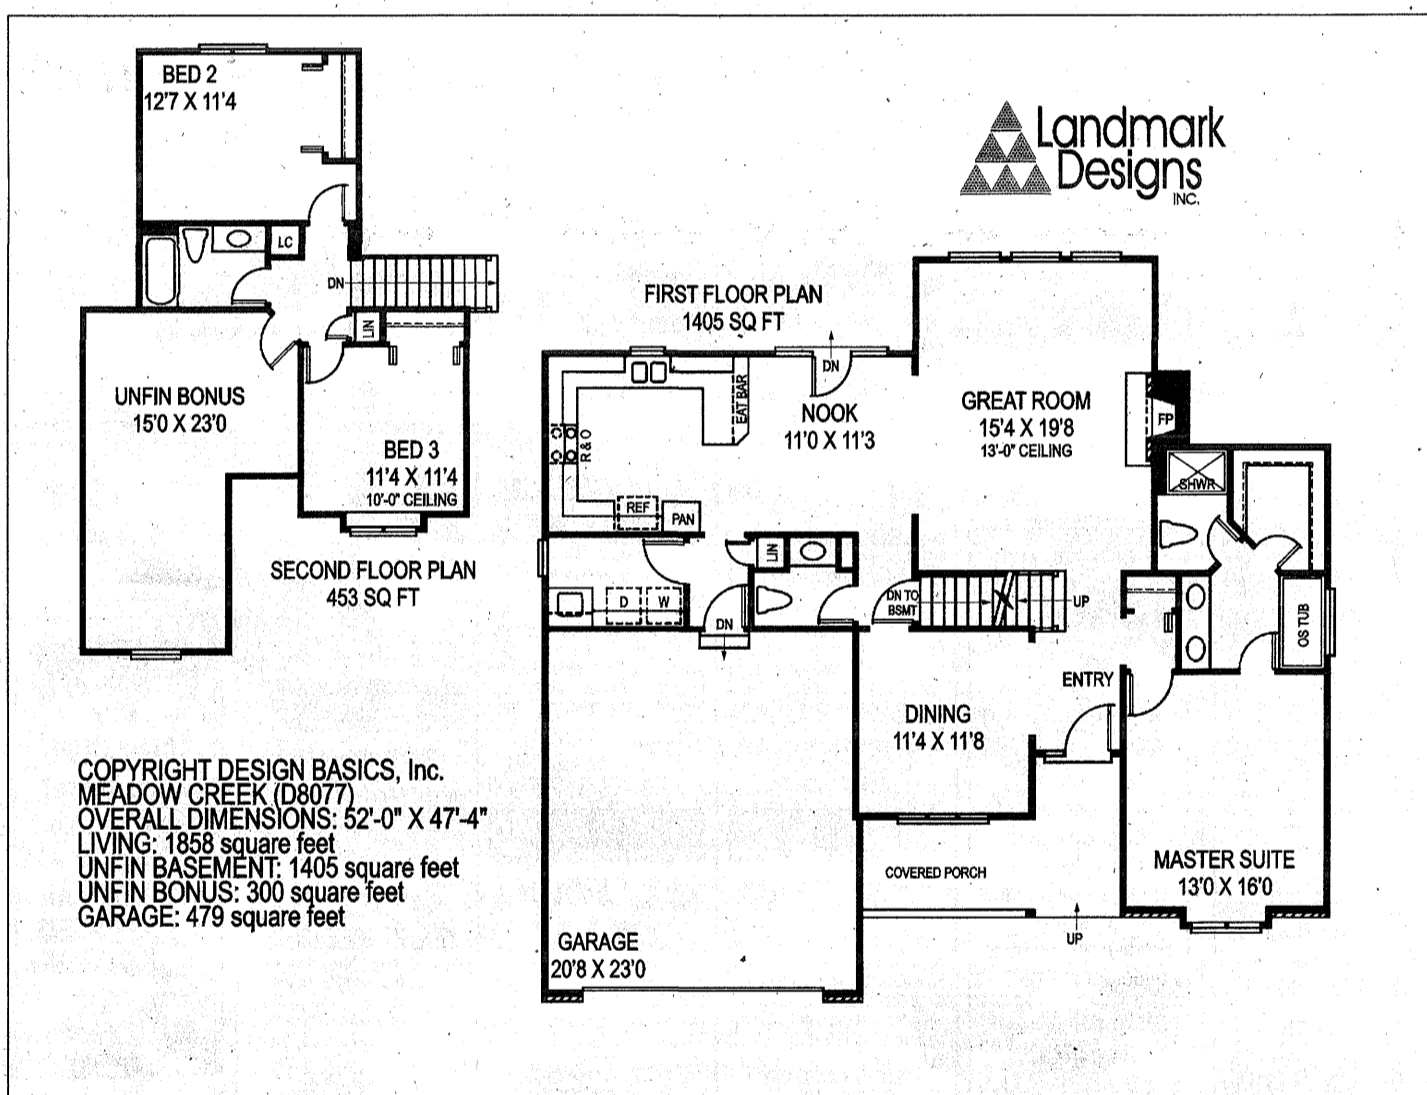 BED 2
12'7 X 11'4
LC
DN
LIN
UNFIN BONUS
15'0 X 23'0
BED 3
11'4 X 11'4
10'-0" CEILING
SECOND FLOOR PLAN
453 SQ FT
Landmark
Designs
INC.
FIRST FLOOR PLAN
1405 SQ FT
DN
EAT BAR
NOOK
11'0 X 11'3
R & O
REF
PAN
GREAT ROOM
15'4 X 19'8
13'-0" CEILING
FP
SHWR
LIN
D
W
DN
DN TO
BSMT
UP
OS TUB
ENTRY
DINING
11'4 X 11'8
MASTER SUITE
13'0 X 16'0
COVERED PORCH
UP
GARAGE
20'8 X 23'0
COPYRIGHT DESIGN BASICS, Inc.
MEADOW CREEK (D8077)
OVERALL DIMENSIONS: 52'-0" X 47'-4"
LIVING: 1858 square feet
UNFIN BASEMENT: 1405 square feet
UNFIN BONUS: 300 square feet
GARAGE: 479 square feet